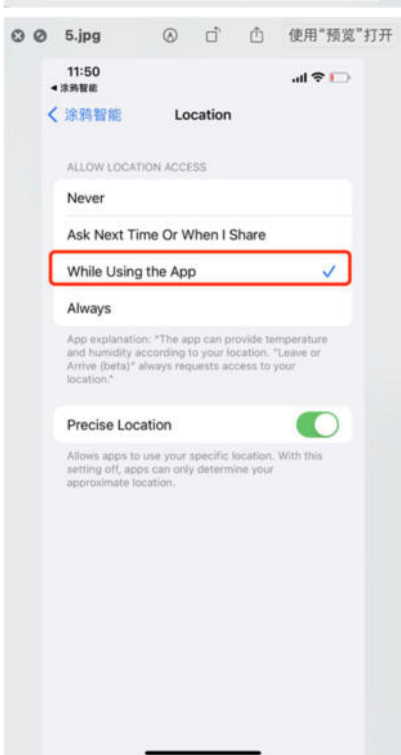 5.jpg
使用“预览”打开
11:50
◀ 涂鸦智能
涂鸦智能
Location
ALLOW LOCATION ACCESS
Never
Ask Next Time Or When I Share
While Using the App
Always
App explanation: "The app can provide temperature
and humidity according to your location. "Leave or
Arrive (beta)" always requests access to your
location."
Precise Location
Allows apps to use your specific location. With this
setting off, apps can only determine your
approximate location.